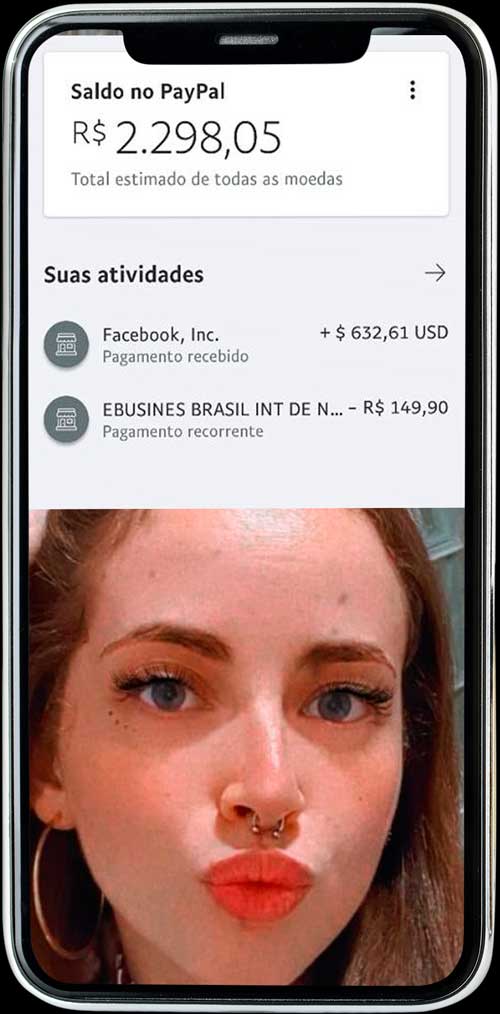 Saldo no PayPal
R$ 2.298,05
Total estimado de todas as moedas
Suas atividades
Facebook, Inc. + $ 632,61 USD
Pagamento recebido
EBUSINES BRASIL INT DE N... - R$ 149,90
Pagamento recorrente